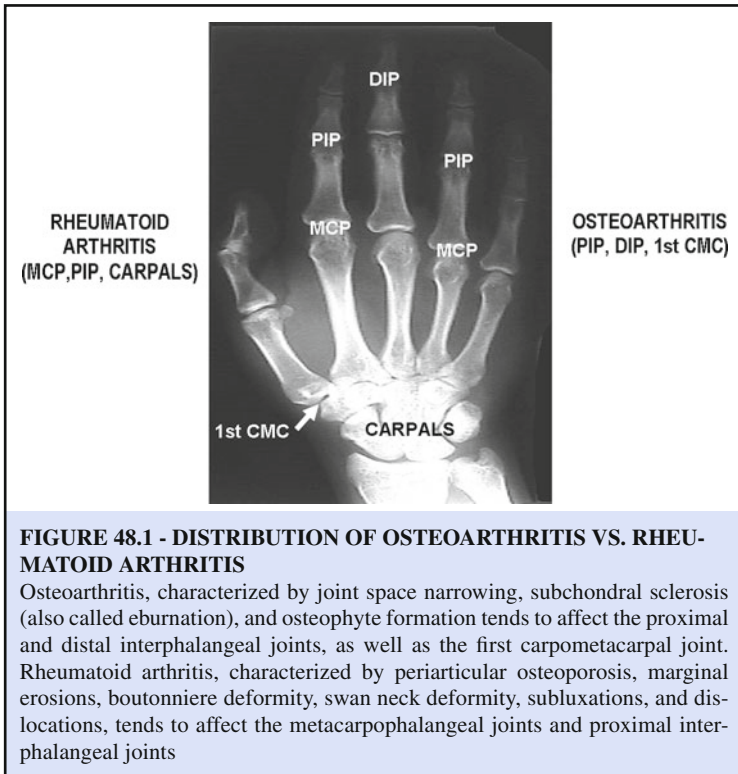 DIP
PIP
PIP
MCP
MCP
RHEUMATOID
ARTHRITIS
(MCP,PIP, CARPALS)
OSTEOARTHRITIS
(PIP, DIP, 1st CMC)
1st CMC
CARPALS
FIGURE 48.1 - DISTRIBUTION OF OSTEOARTHRITIS VS. RHEU-
MATOID ARTHRITIS
Osteoarthritis, characterized by joint space narrowing, subchondral sclerosis
(also called eburnation), and osteophyte formation tends to affect the proximal
and distal interphalangeal joints, as well as the first carpometacarpal joint.
Rheumatoid arthritis, characterized by periarticular osteoporosis, marginal
erosions, boutonniere deformity, swan neck deformity, subluxations, and dis-
locations, tends to affect the metacarpophalangeal joints and proximal inter-
phalangeal joints